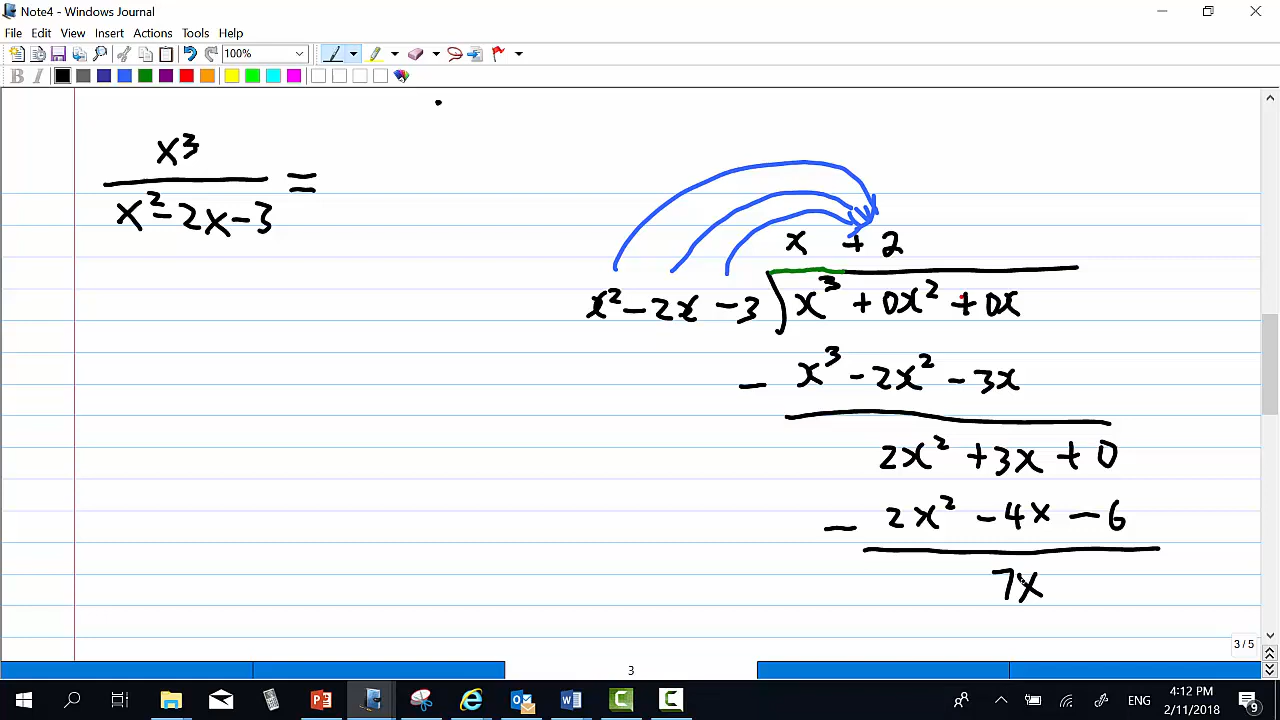 Note4 - Windows Journal
File Edit View Insert Actions Tools Help
100%
B I
x³
x² - 2x - 3
=
x + 2
x² - 2x - 3 x³ + 0x² + 0x
- x³ - 2x² - 3x
2x² + 3x + 0
- 2x² - 4x - 6
7x
3 / 5
3
ENG
4:12 PM
2/11/2018
9